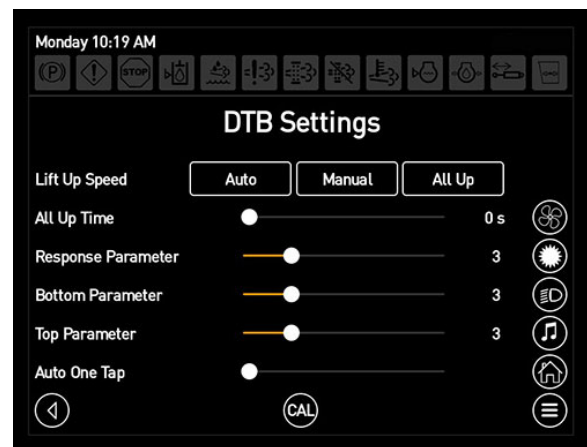 Monday 10:19 AM
(P) STOP
DTB Settings
Lift Up Speed Auto Manual All Up
All Up Time 0 s
Response Parameter 3
Bottom Parameter 3
Top Parameter 3
Auto One Tap
CAL